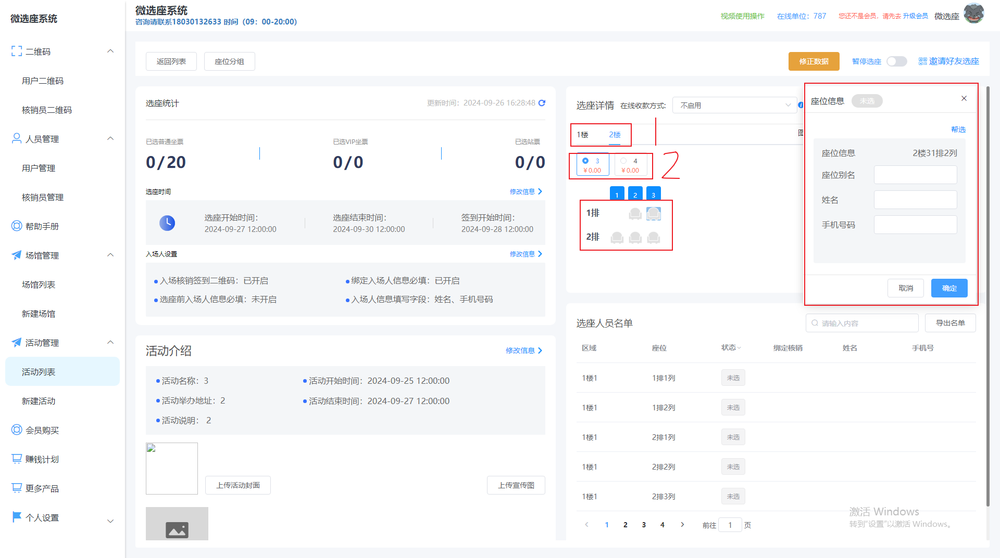 微选座系统
二维码
用户二维码
核销员二维码
人员管理
用户管理
核销员管理
帮助手册
场馆管理
场馆列表
新建场馆
活动管理
活动列表
新建活动
会员购买
赚钱计划
更多产品
个人设置
微选座系统
咨询请联系18030132633 时间（09：00-20:00）
视频使用操作 在线单位：787 您还不是会员，请先去 升级会员 微选座
返回列表 座位分组 修正数据 暂停选座 邀请好友选座
选座统计 更新时间：2024-09-26 16:28:48
已选普通坐票 已选VIP坐票 已选站票
0/20 0/0 0/0
选座时间 修改信息
选座开始时间： 选座结束时间： 签到开始时间：
2024-09-27 12:00:00 2024-09-30 12:00:00 2024-09-28 12:00:00
入场人设置 修改信息
入场核销签到二维码：已开启 绑定入场人信息必填：已开启
选座前入场人信息必填：未开启 入场人信息填写字段：姓名、手机号码
活动介绍 修改信息
活动名称：3 活动开始时间：2024-09-25 12:00:00
活动举办地址：2 活动结束时间：2024-09-27 12:00:00
活动说明： 2
上传活动封面 上传宣传图
选座详情 在线收款方式: 不启用
1楼 2楼
3 4 2
￥0.00 ￥0.00
1 2 3
1排
2排
座位信息 未选
帮选
座位信息 2楼31排2列
座位别名
姓名
手机号码
取消 确定
选座人员名单 请输入内容 导出名单
区域 座位 状态 绑定核销 姓名 手机号
1楼1 1排1列 未选
1楼1 1排2列 未选
1楼1 2排1列 未选
1楼1 2排2列 未选
1楼1 2排3列 未选
1 2 3 4 前往 1 页
激活 Windows
转到“设置”以激活 Windows。